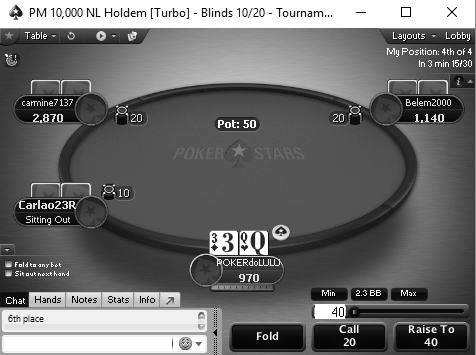 PM 10,000 NL Holdem [Turbo] - Blinds 10/20 - Tournam...
Table
Layouts
Lobby
My Position: 4th of 4
In 3 min 15/30
i
carmine7137
2,870
20
Pot: 50
20
Belem2000
1,140
POKER STARS
Carlao23R
Sitting Out
10
3 3 Q Q
POKERdoLULU
970
Fold to any bet
Sit out next hand
Min
2.3 BB
Max
Chat
Hands
Notes
Stats
Info
40
6th place
Fold
Call
20
Raise To
40